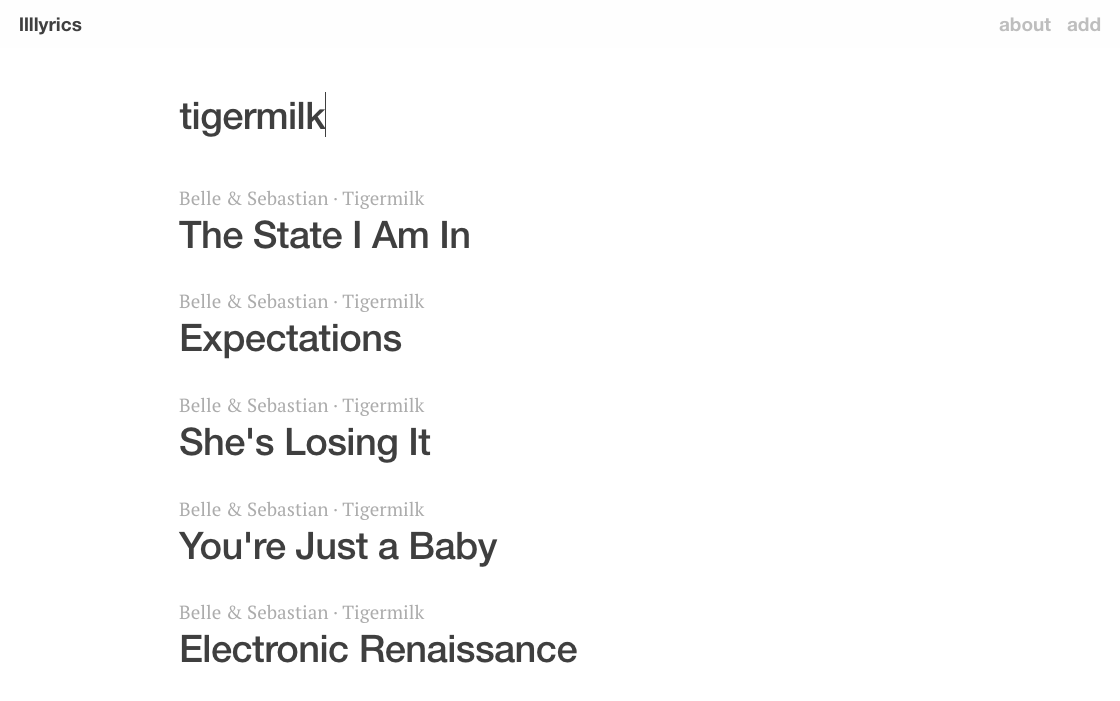 llllyrics
about add
tigermilk
Belle & Sebastian · Tigermilk
The State I Am In
Belle & Sebastian · Tigermilk
Expectations
Belle & Sebastian · Tigermilk
She's Losing It
Belle & Sebastian · Tigermilk
You're Just a Baby
Belle & Sebastian · Tigermilk
Electronic Renaissance